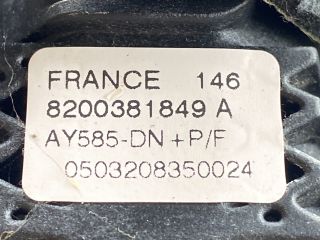 FRANCE 146
8200381849 A
AY585-DN + P/F
0503208350024